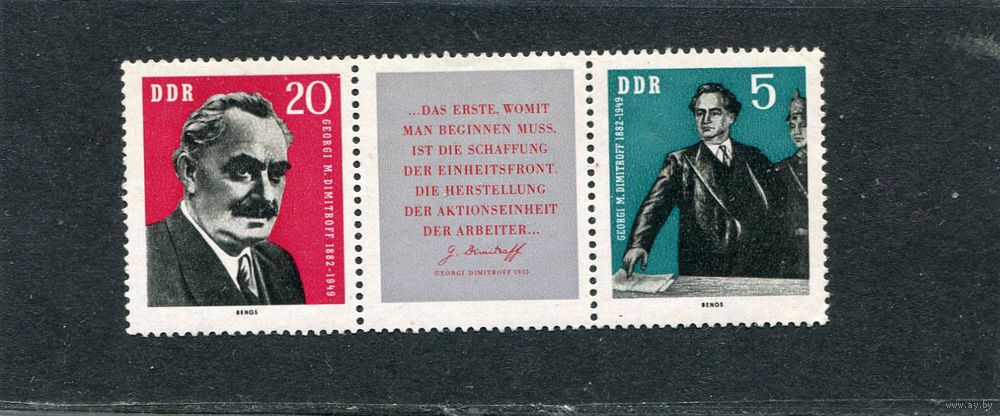 DDR 20
GEORGI M. DIMITROFF 1882-1949
BENOS
...DAS ERSTE, WOMIT
MAN BEGINNEN MUSS,
IST DIE SCHAFFUNG
DER EINHEITSFRONT,
DIE HERSTELLUNG
DER AKTIONSEINHEIT
DER ARBEITER...
G. Dimitroff
GEORGI DIMITROFF 1935
DDR 5
GEORGI M. DIMITROFF 1882-1949
BENOS
www.ay.by